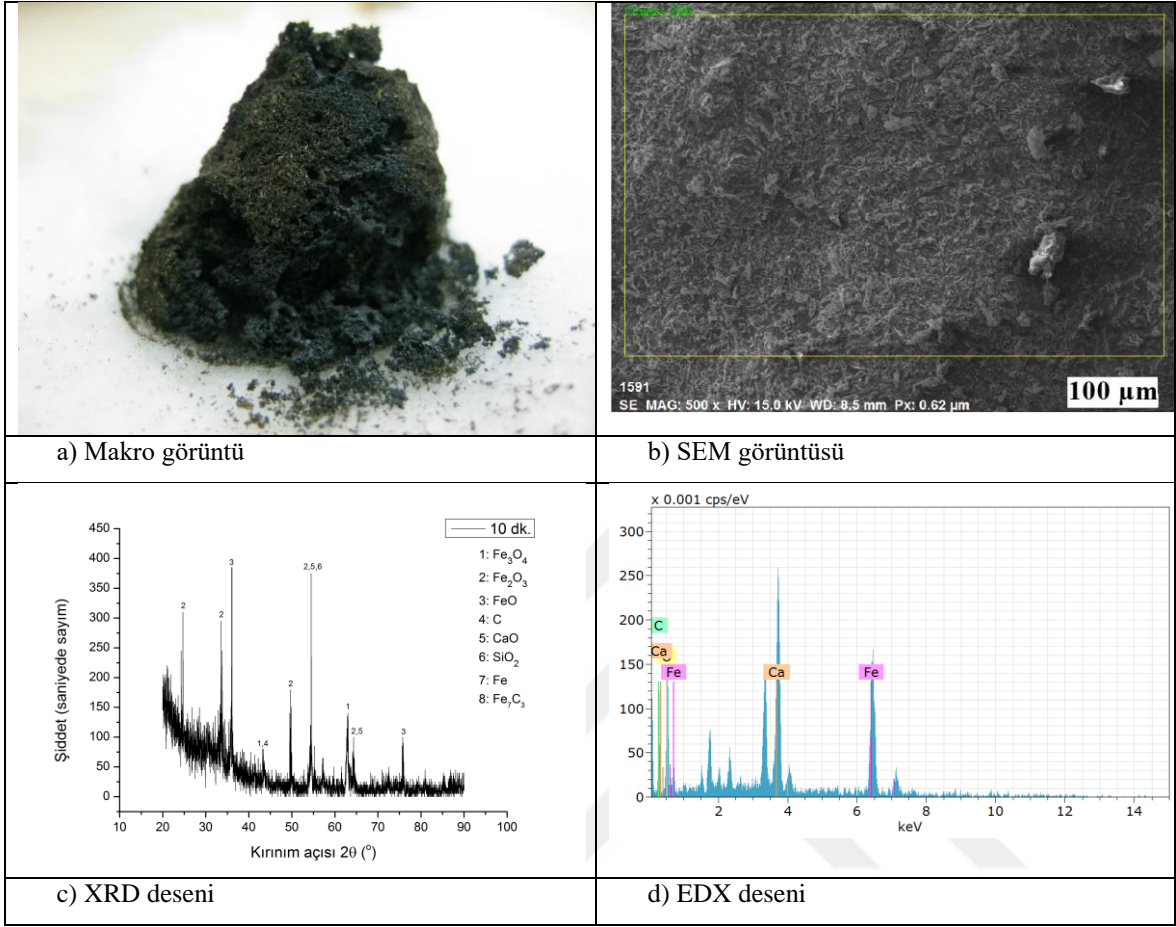 1591
SE MAG: 500 x HV: 15.0 kV WD: 8.5 mm Px: 0.62 µm
100 µm
a) Makro görüntü
b) SEM görüntüsü
450
400
350
300
250
200
150
100
50
0
10 20 30 40 50 60 70 80 90 100
Şiddet (saniyede sayım)
Kırınım açısı 2θ (°)
10 dk.
1: Fe₃O₄
2: Fe₂O₃
3: FeO
4: C
5: CaO
6: SiO₂
7: Fe
8: Fe₇C₃
2
2
3
1,4
2
2,5,6
1
2,5
3
x 0.001 cps/eV
300
250
200
150
100
50
0
C
Ca
Fe
Ca
Fe
2 4 6 8 10 12 14
keV
c) XRD deseni
d) EDX deseni